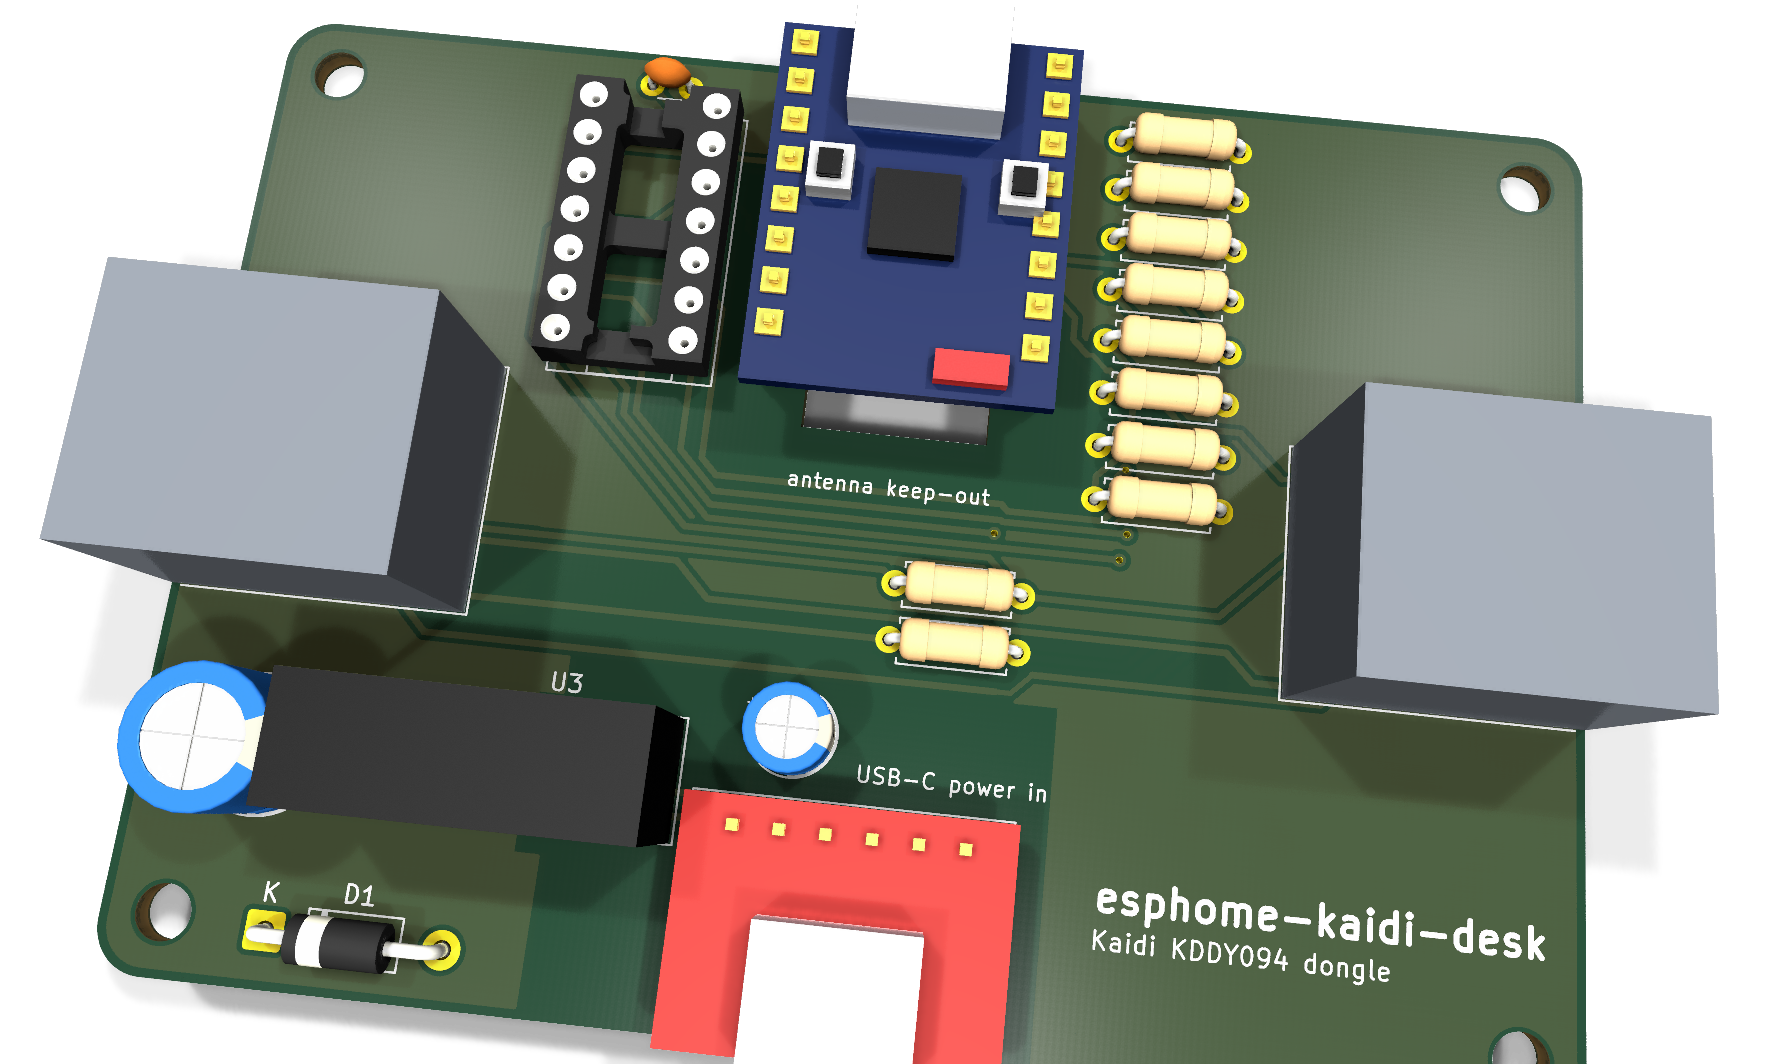 antenna keep-out
U3
USB-C power in
K
D1
esphome-kaidi-desk
Kaidi KDDY094 dongle